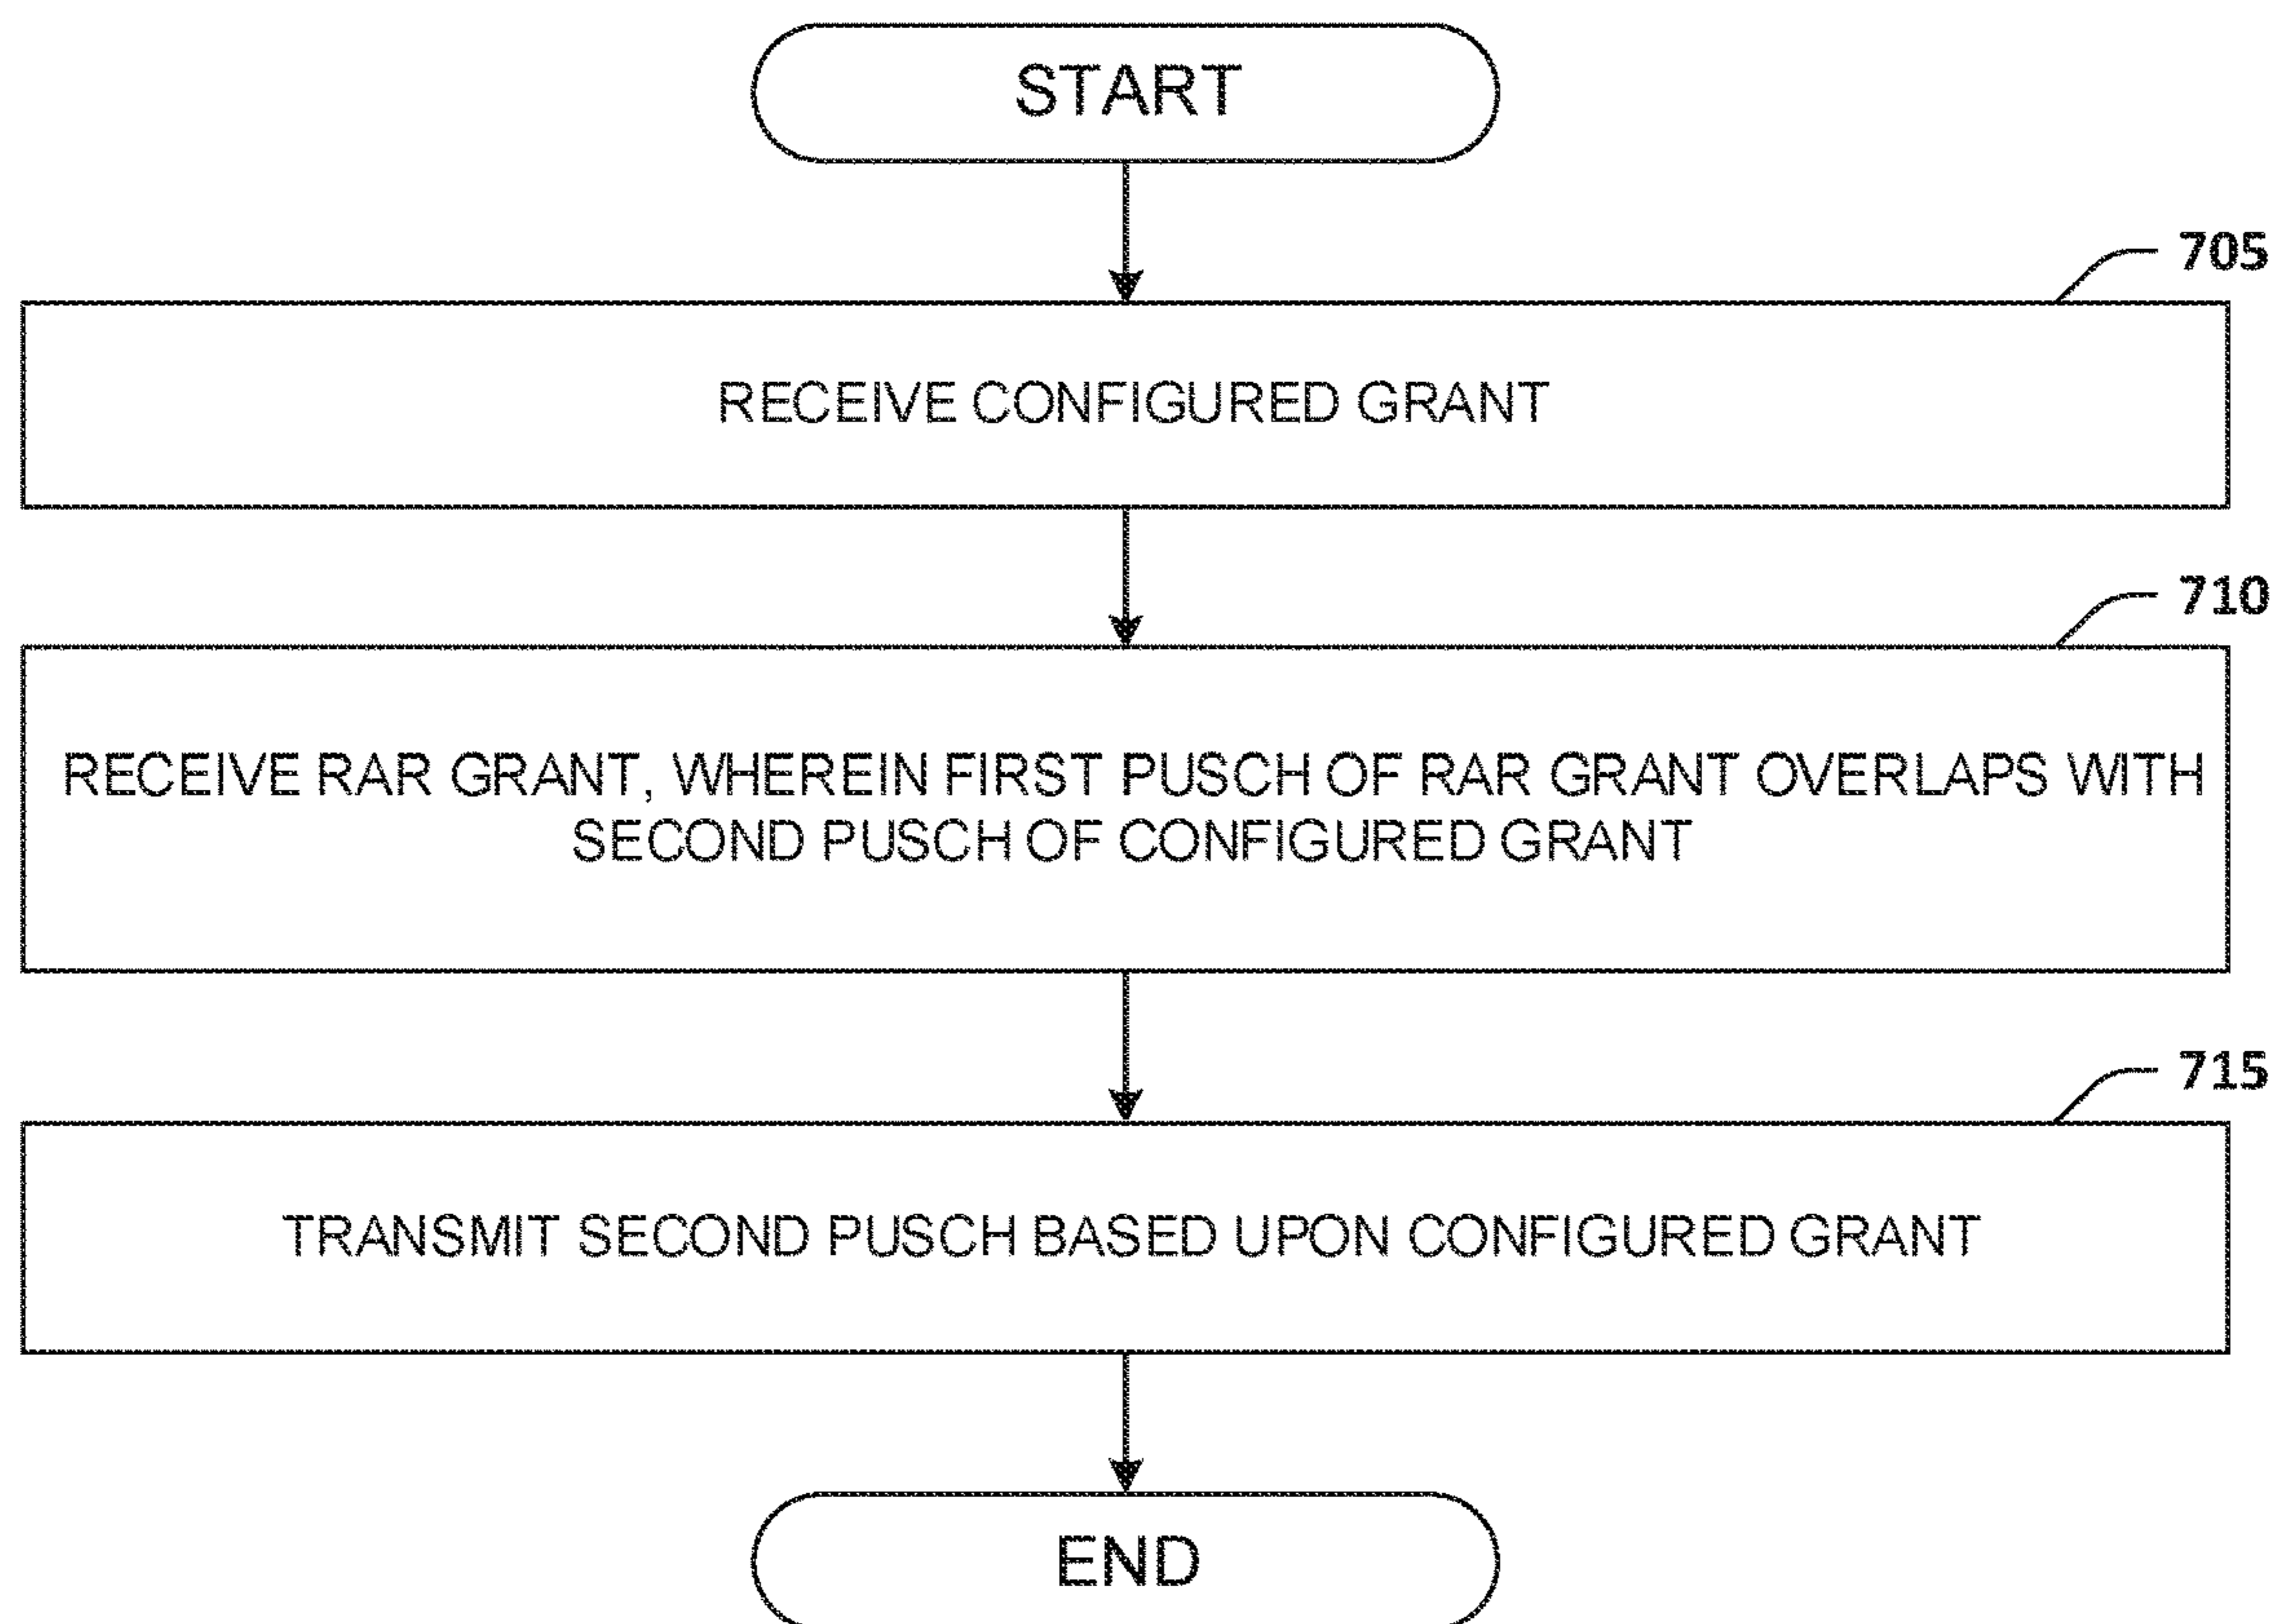 START
705
RECEIVE CONFIGURED GRANT
710
RECEIVE RAR GRANT, WHEREIN FIRST PUSCH OF RAR GRANT OVERLAPS WITH
SECOND PUSCH OF CONFIGURED GRANT
715
TRANSMIT SECOND PUSCH BASED UPON CONFIGURED GRANT
END